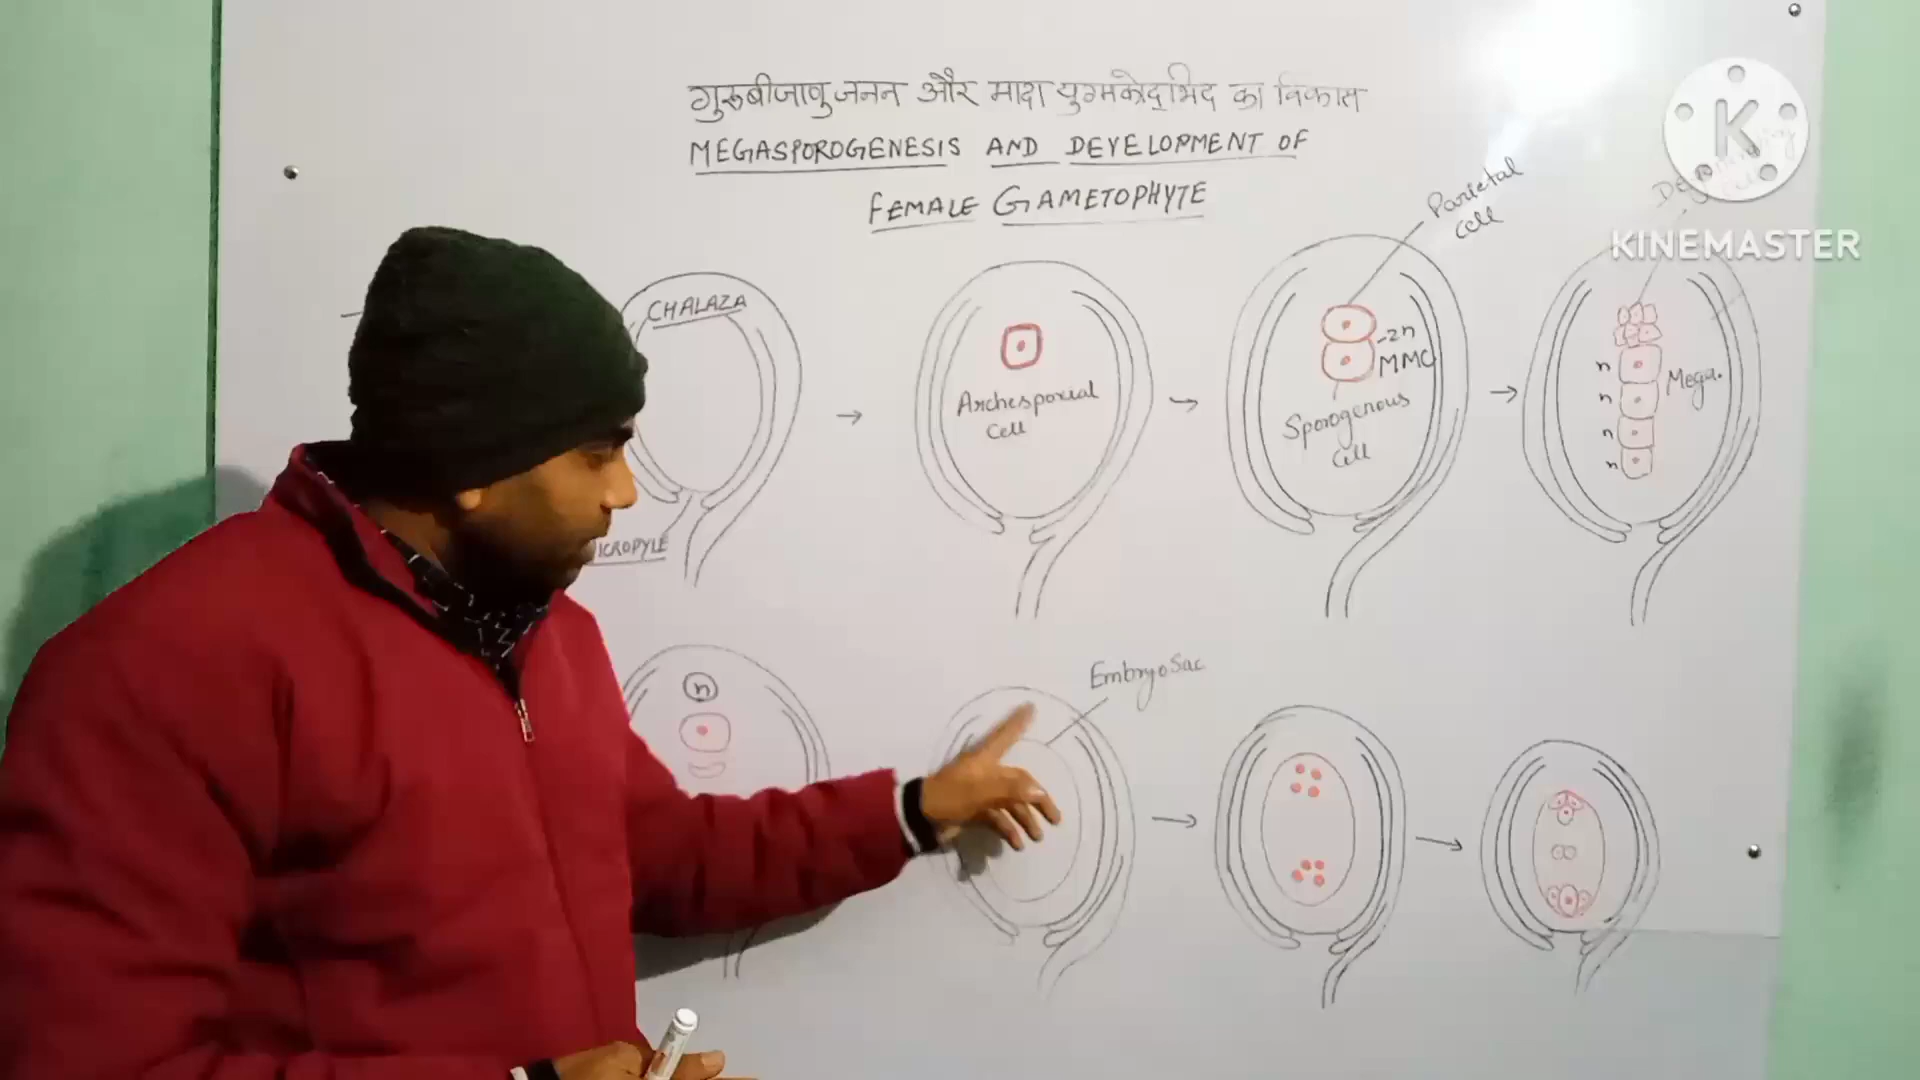 गुरूबीजाणुजनन और मादा युग्मकोद्भिद का विकास
MEGASPOROGENESIS AND DEVELOPMENT OF
FEMALE GAMETOPHYTE
K
KINEMASTER
Parietal
cell
CHALAZA
ICROPYLE
Archesporial
Cell
-2n
MMC
Sporogenous
Cell
n
n
n
n
Mega.
n
Embryo Sac